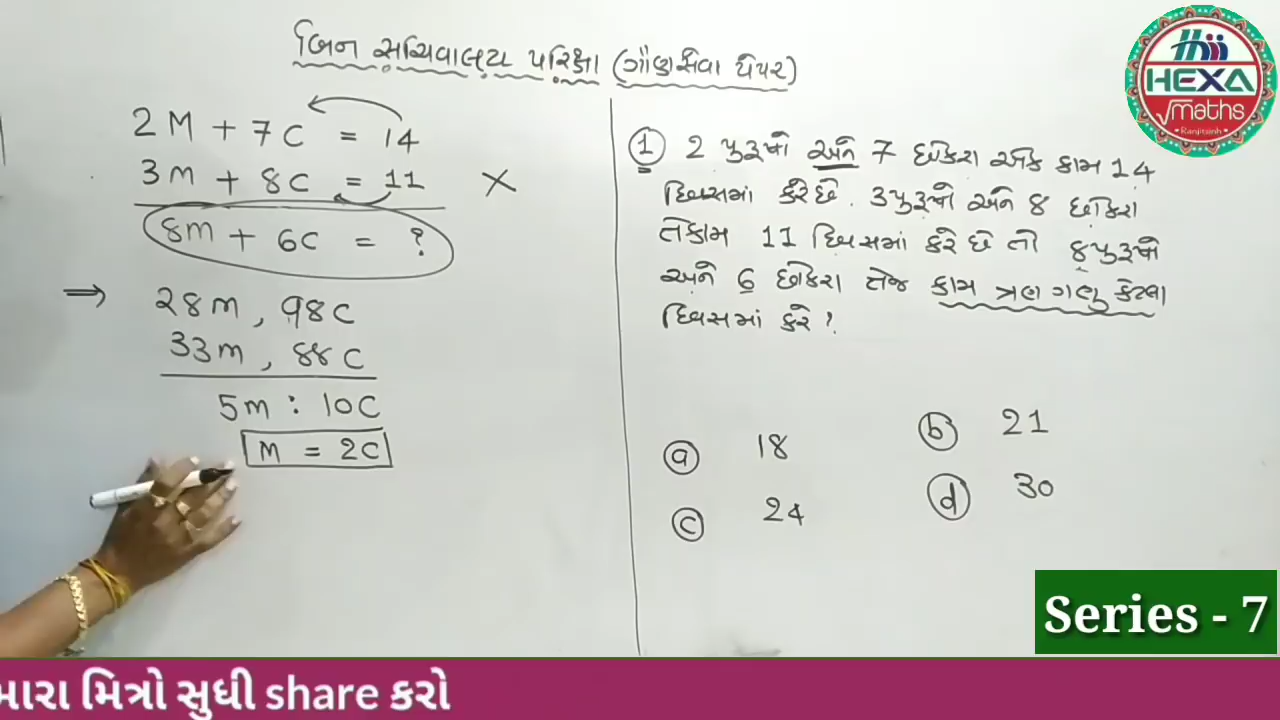 બિન સચિવાલય પરિક્ષા (ગૌણસેવા પેપર)
2M + 7C = 14
3M + 8C = 11 ×
8M + 6C = ?
⇒ 28M, 98C
33M, 88C
5M : 10C
M = 2C
① 2 પુરૂષો અને 7 છોકરા એક કામ 14
દિવસમાં કરે છે. 3 પુરૂષો અને 8 છોકરા
તેકામ 11 દિવસમાં કરે છે તો 8 પુરૂષો
અને 6 છોકરા તેજ કામ ત્રણ ગણુ કેટલા
દિવસમાં કરે ?
ⓐ 18 ⓑ 21
ⓒ 24 ⓓ 30
HEXA
√maths
Ranjitsinh
Series - 7
મારા મિત્રો સુધી share કરો